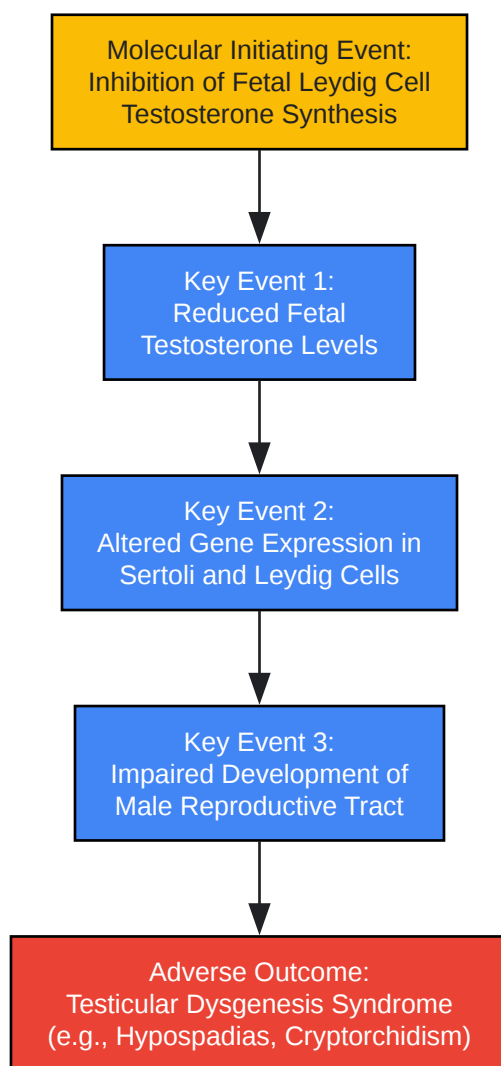 Molecular Initiating Event:
Inhibition of Fetal Leydig Cell
Testosterone Synthesis
Key Event 1:
Reduced Fetal
Testosterone Levels
Key Event 2:
Altered Gene Expression in
Sertoli and Leydig Cells
Key Event 3:
Impaired Development of
Male Reproductive Tract
Adverse Outcome:
Testicular Dysgenesis Syndrome
(e.g., Hypospadias, Cryptorchidism)